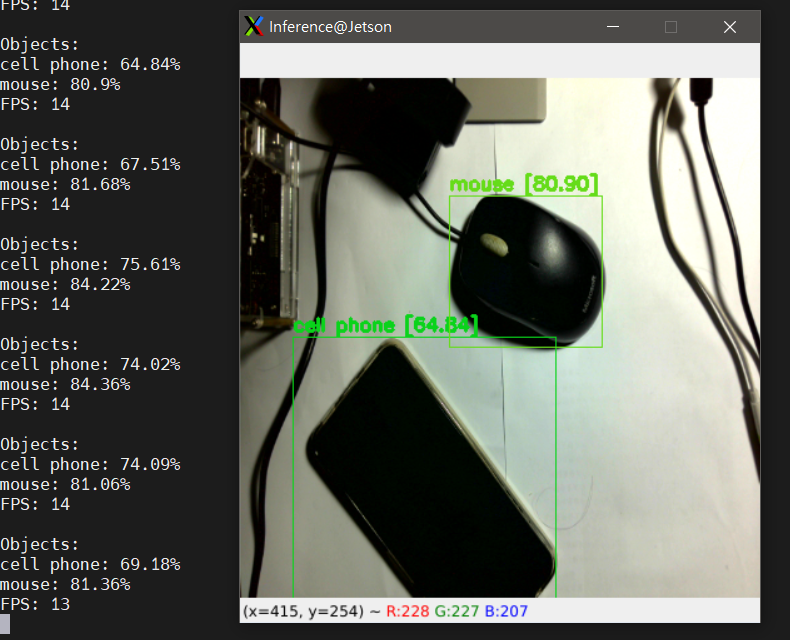 FPS: 14
Objects:
cell phone: 64.84%
mouse: 80.9%
FPS: 14
Objects:
cell phone: 67.51%
mouse: 81.68%
FPS: 14
Objects:
cell phone: 75.61%
mouse: 84.22%
FPS: 14
Objects:
cell phone: 74.02%
mouse: 84.36%
FPS: 14
Objects:
cell phone: 74.09%
mouse: 81.06%
FPS: 14
Objects:
cell phone: 69.18%
mouse: 81.36%
FPS: 13
Inference@Jetson
mouse [80.90]
Microsoft
cell phone [64.84]
(x=415, y=254) ~ R:228 G:227 B:207